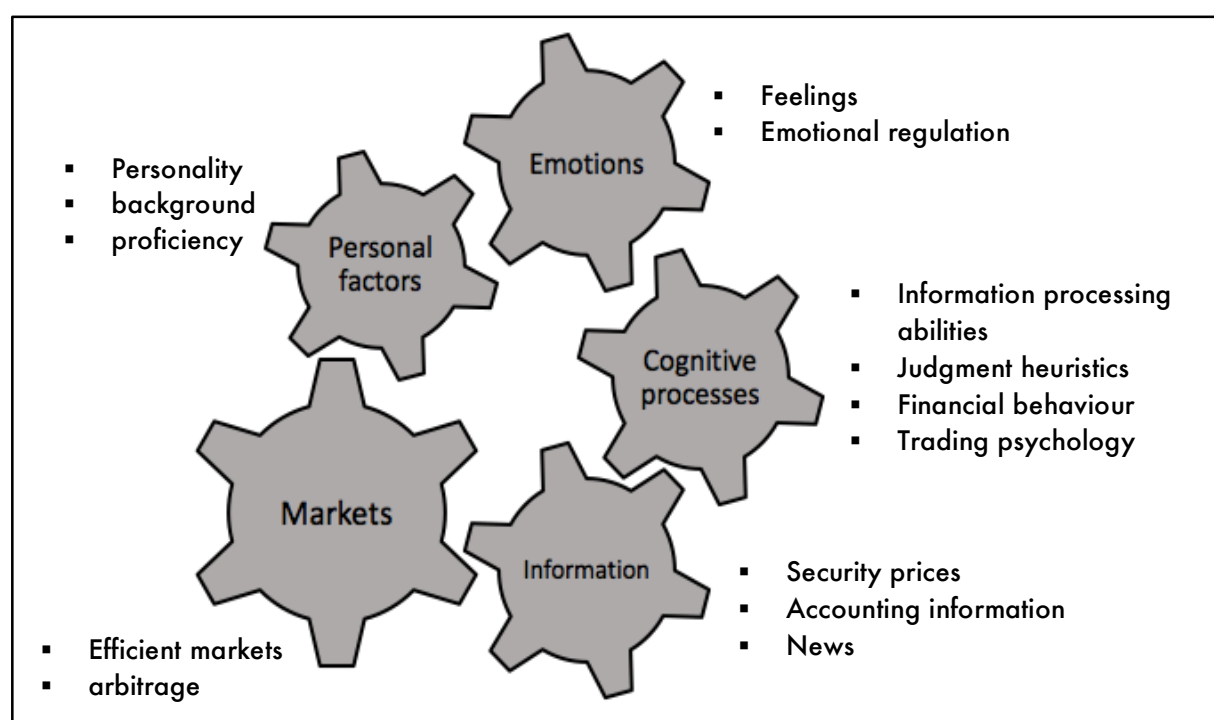 Emotions
▪ Feelings
▪ Emotional regulation
▪ Personality
▪ background
▪ proficiency
Personal
factors
Cognitive
processes
▪ Information processing
abilities
▪ Judgment heuristics
▪ Financial behaviour
▪ Trading psychology
Markets
▪ Efficient markets
▪ arbitrage
Information
▪ Security prices
▪ Accounting information
▪ News